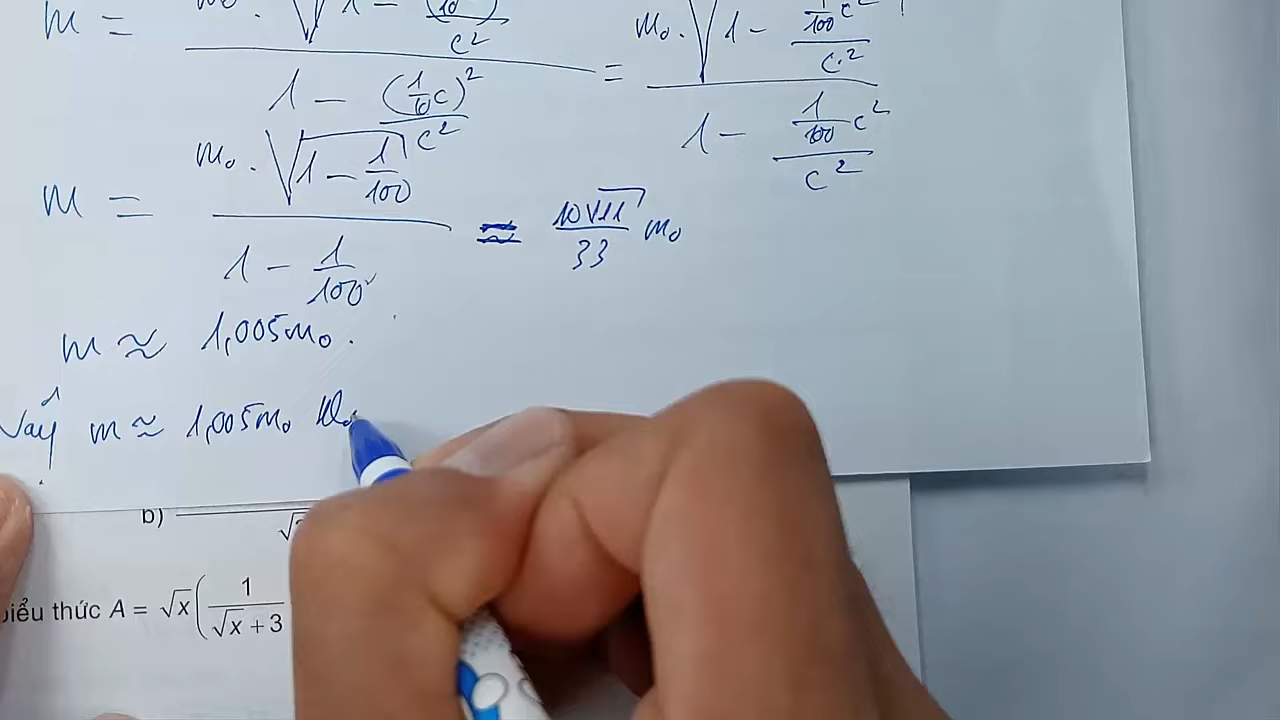 m = m₀.√1 - (1/10 c)²/c² / 1 - (1/10 c)²/c² = m₀.√1 - 1/100 c²/c² / 1 - 1/100 c²/c²
m = m₀.√1 - 1/100 / 1 - 1/100 ≈ 10√11/33 m₀
m ≈ 1,005m₀.
Vậy m ≈ 1,005m₀
b)
biểu thức A = √x(1/√x + 3